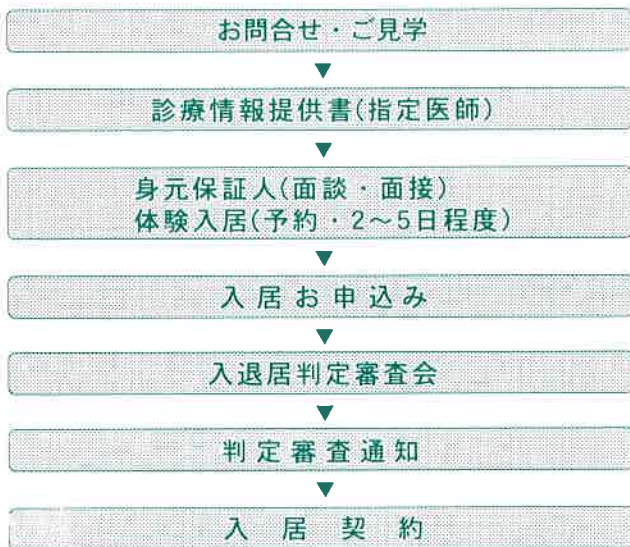 お問合せ・ご見学
▼
診療情報提供書(指定医師)
▼
身元保証人(面談・面接)
体験入居(予約・2〜5日程度)
▼
入居お申込み
▼
入退居判定審査会
▼
判定審査通知
▼
入居契約